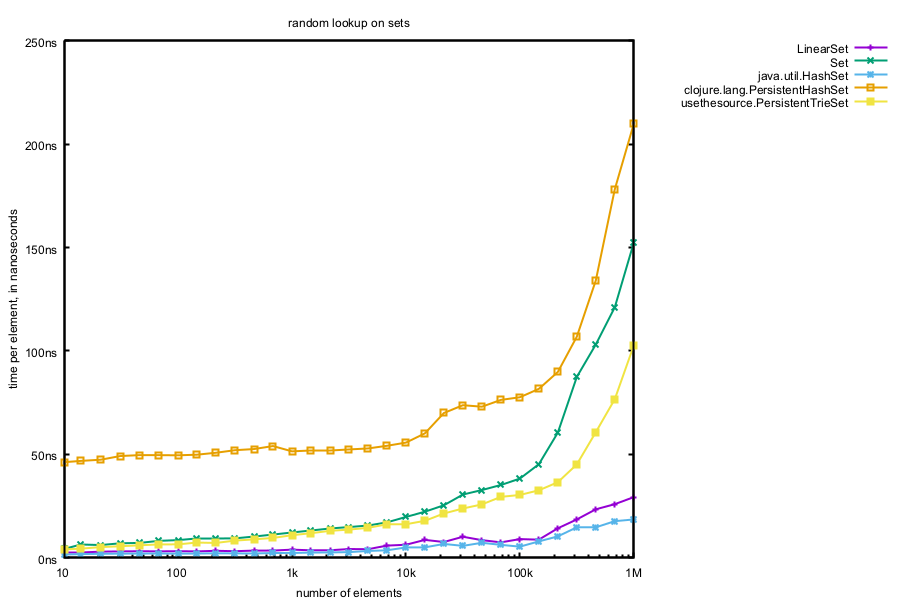 random lookup on sets
LinearSet
Set
java.util.HashSet
clojure.lang.PersistentHashSet
usethesource.PersistentTrieSet
250ns
200ns
150ns
100ns
50ns
0ns
time per element, in nanoseconds
10
100
1k
10k
100k
1M
number of elements